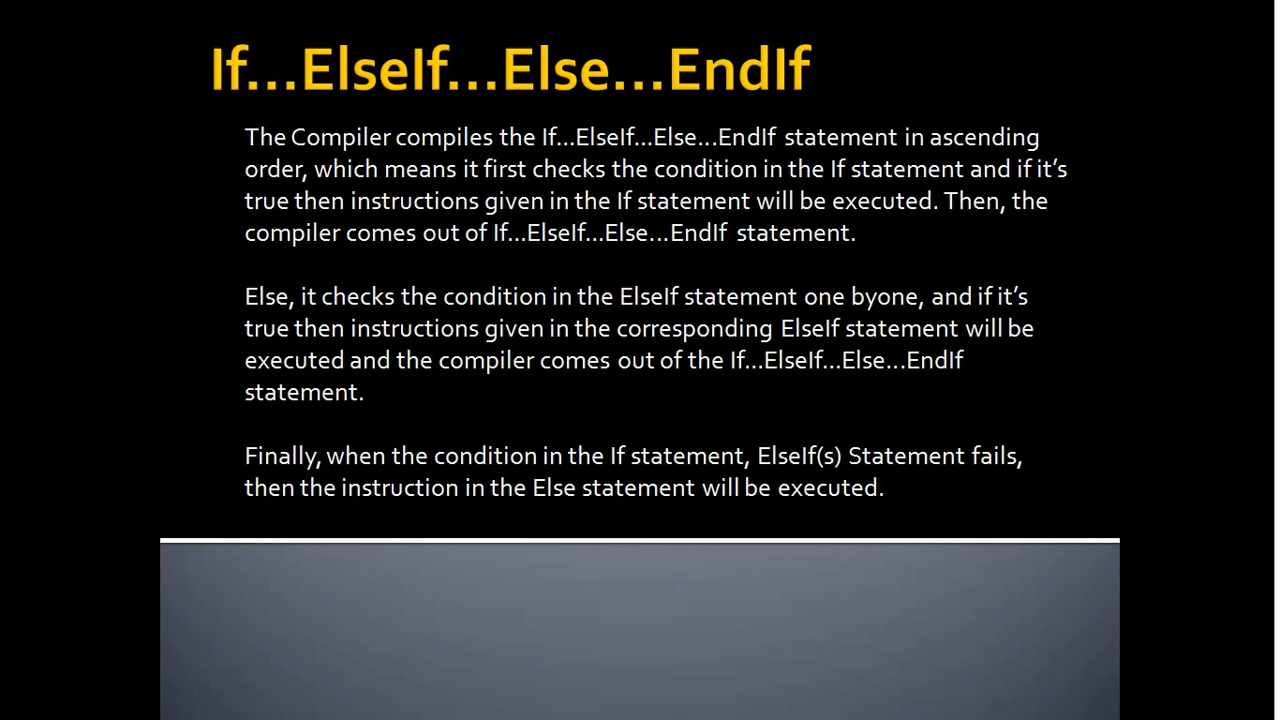 If...ElseIf...Else...EndIf
The Compiler compiles the If...ElseIf...Else...EndIf statement in ascending
order, which means it first checks the condition in the If statement and if it's
true then instructions given in the If statement will be executed. Then, the
compiler comes out of If...ElseIf...Else...EndIf statement.
Else, it checks the condition in the ElseIf statement one byone, and if it's
true then instructions given in the corresponding ElseIf statement will be
executed and the compiler comes out of the If...ElseIf...Else...EndIf
statement.
Finally, when the condition in the If statement, ElseIf(s) Statement fails,
then the instruction in the Else statement will be executed.